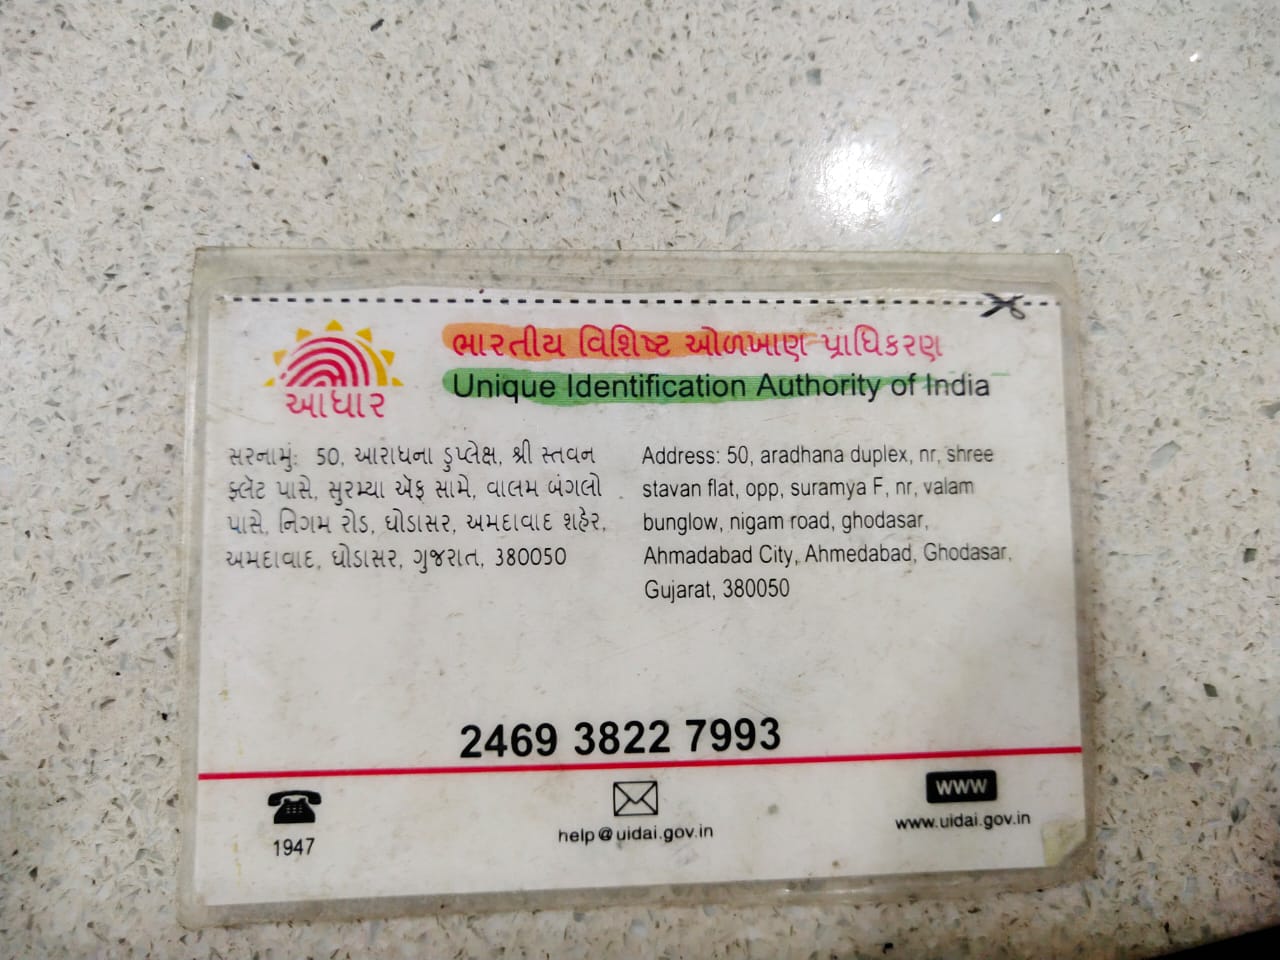 ભારતીય વિશિષ્ટ ઓળખાણ પ્રાધિકરણ
Unique Identification Authority of India
આધાર
સરનામું: 50, આરાધના ડુપ્લેક્ષ, શ્રી સ્તવન
ફ્લૅટ પાસે, સુરમ્યા ઍફ સામે, વાલમ બંગલો
પાસે, નિગમ રોડ, ઘોડાસર, અમદાવાદ શહેર,
અમદાવાદ, ઘોડાસર, ગુજરાત, 380050
Address: 50, aradhana duplex, nr, shree
stavan flat, opp, suramya F, nr, valam
bunglow, nigam road, ghodasar,
Ahmadabad City, Ahmedabad, Ghodasar,
Gujarat, 380050
2469 3822 7993
1947
help@uidai.gov.in
WWW
www.uidai.gov.in